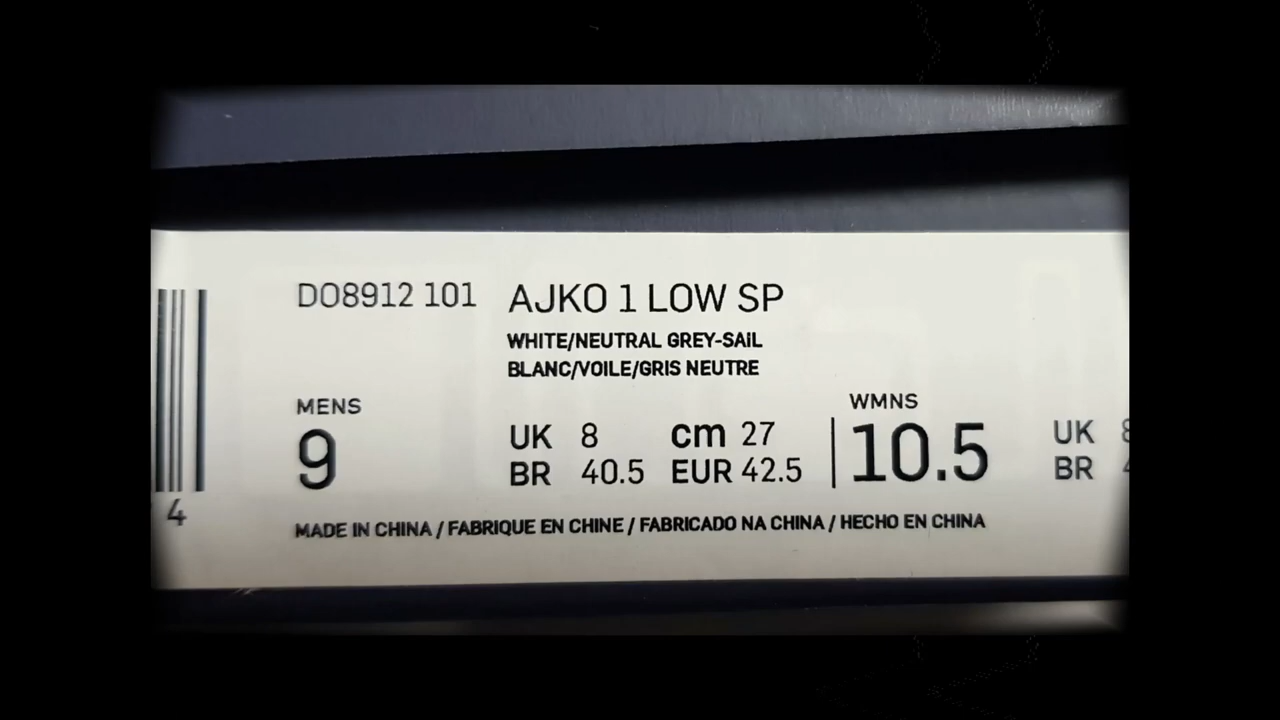 DO8912 101 AJKO 1 LOW SP
WHITE/NEUTRAL GREY-SAIL
BLANC/VOILE/GRIS NEUTRE
MENS
9
UK 8 cm 27
BR 40.5 EUR 42.5
WMNS
10.5
UK
BR
4
MADE IN CHINA / FABRIQUE EN CHINE / FABRICADO NA CHINA / HECHO EN CHINA